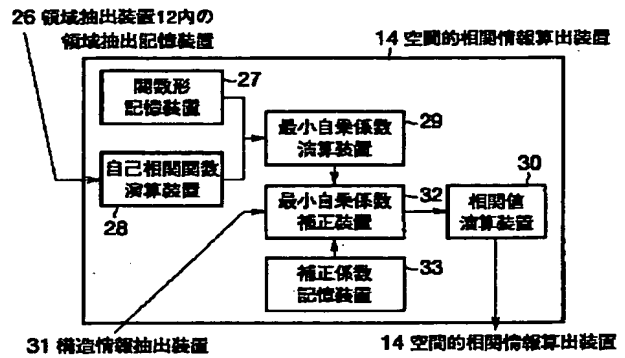 26 領域抽出装置12内の
領域抽出記憶装置
14 空間的相関情報算出装置
関数形
記憶装置
27
最小自乗係数
演算装置
29
自己相関関数
演算装置
28
最小自乗係数
補正装置
32
相関値
演算装置
30
補正係数
記憶装置
33
31 構造情報抽出装置
14 空間的相関情報算出装置